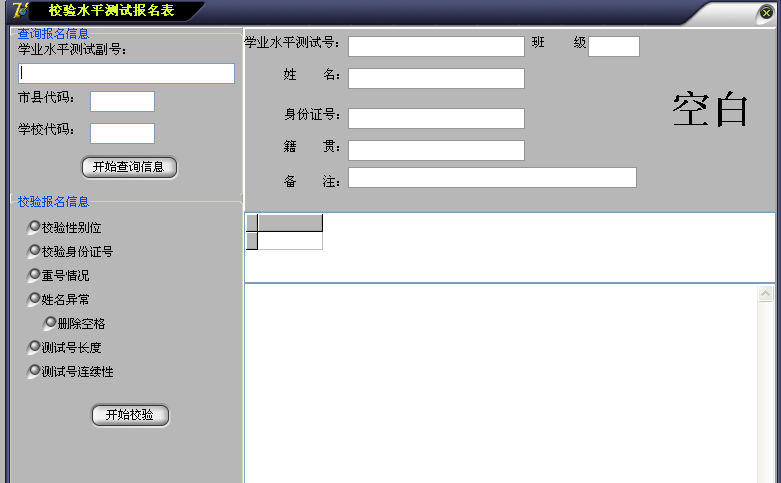 校验水平测试报名表
查询报名信息
学业水平测试副号：
市县代码：
学校代码：
开始查询信息
校验报名信息
校验性别位
校验身份证号
重号情况
姓名异常
删除空格
测试号长度
测试号连续性
开始校验
学业水平测试号： 班 级
姓 名：
身份证号：
籍 贯：
备 注：
空白